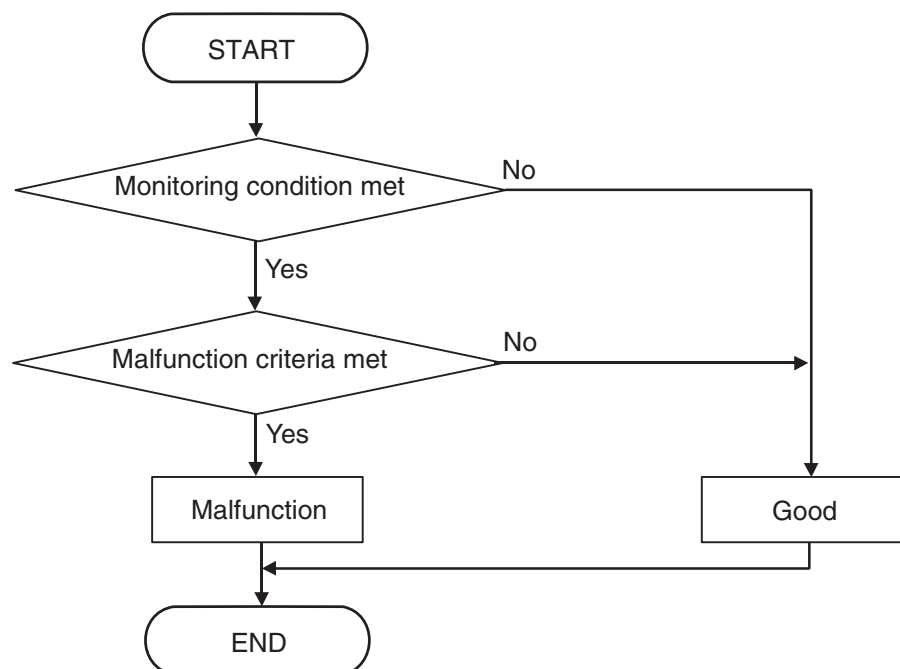 START
Monitoring condition met
No
Yes
Malfunction criteria met
No
Yes
Malfunction
Good
END